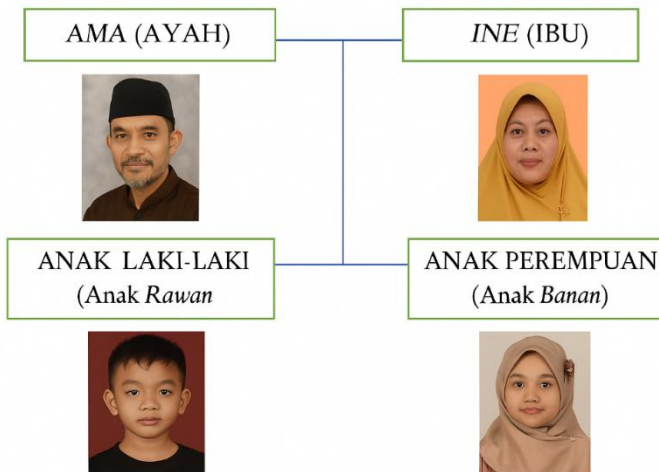 AMA (AYAH)
INE (IBU)
ANAK LAKI-LAKI
(Anak Rawan
ANAK PEREMPUAN
(Anak Banan)